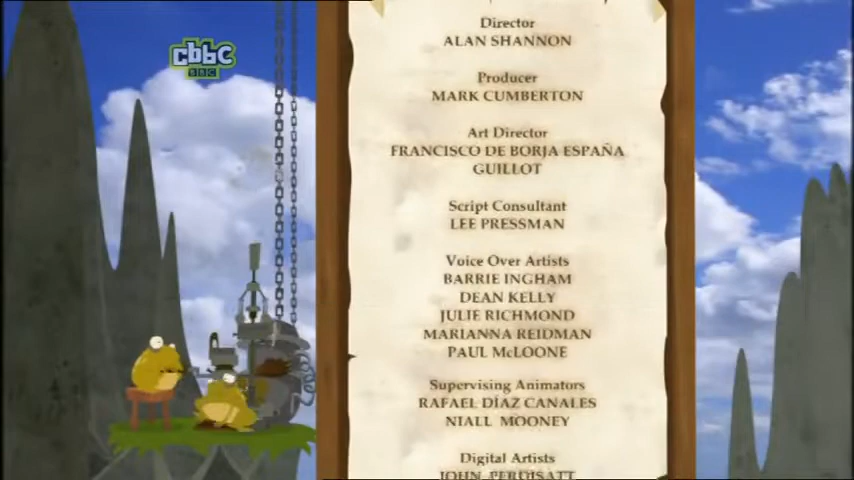 cbbc
BBC
Director
ALAN SHANNON
Producer
MARK CUMBERTON
Art Director
FRANCISCO DE BORJA ESPAÑA
GUILLOT
Script Consultant
LEE PRESSMAN
Voice Over Artists
BARRIE INGHAM
DEAN KELLY
JULIE RICHMOND
MARIANNA REIDMAN
PAUL McLOONE
Supervising Animators
RAFAEL DÍAZ CANALES
NIALL MOONEY
Digital Artists
JOHN